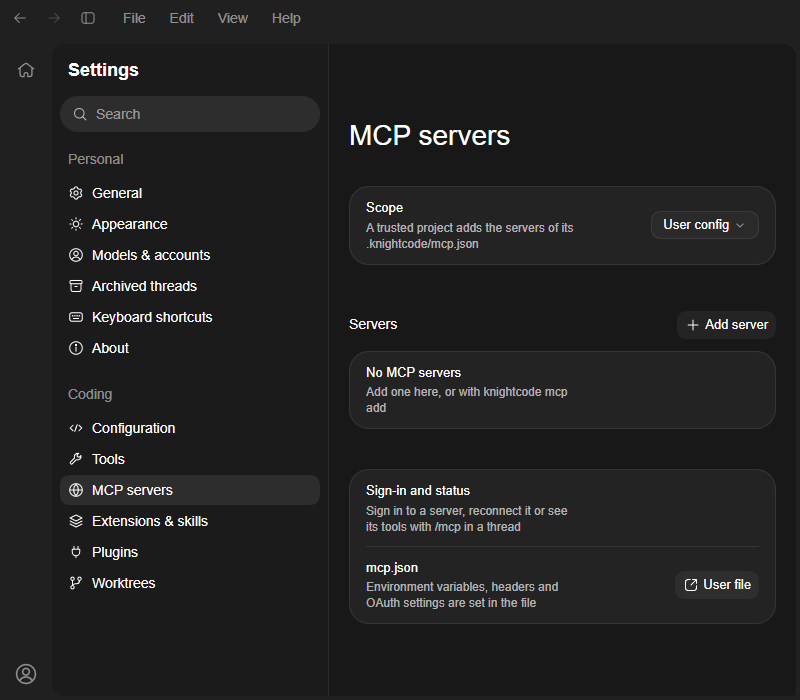 File Edit View Help
Settings
Search
Personal
General
Appearance
Models & accounts
Archived threads
Keyboard shortcuts
About
Coding
Configuration
Tools
MCP servers
Extensions & skills
Plugins
Worktrees
MCP servers
Scope
A trusted project adds the servers of its
.knightcode/mcp.json
User config
Servers
Add server
No MCP servers
Add one here, or with knightcode mcp
add
Sign-in and status
Sign in to a server, reconnect it or see
its tools with /mcp in a thread
mcp.json
Environment variables, headers and
OAuth settings are set in the file
User file